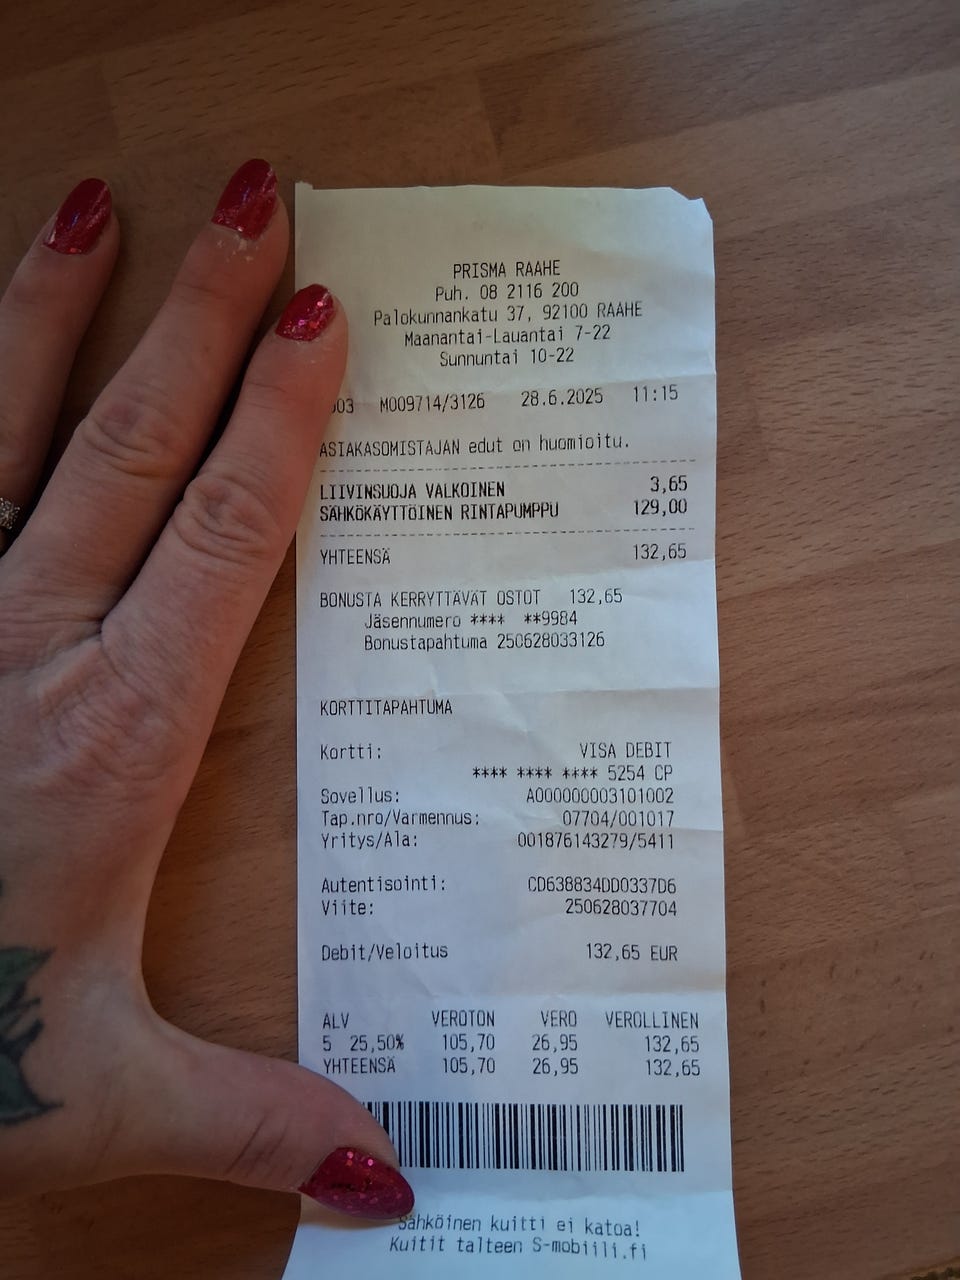 PRISMA RAAHE
Puh. 08 2116 200
Palokunnankatu 37, 92100 RAAHE
Maanantai-Lauantai 7-22
Sunnuntai 10-22
M009714/3126 28.6.2025 11:15
ASIAKASOMISTAJAN edut on huomioitu.
LIIVINSUOJA VALKOINEN 3,65
SÄHKÖKÄYTTÖINEN RINTAPUMPPU 129,00
YHTEENSÄ 132,65
BONUSTA KERRYTTÄVÄT OSTOT 132,65
Jäsennumero **** **9984
Bonustapahtuma 250628033126
KORTTITAPAHTUMA
Kortti: VISA DEBIT
**** **** **** 5254 CP
Sovellus: A0000000031010​02
Tap.nro/Varmennus: 07704/001017
Yritys/Ala: 001876143279/5411
Autentisointi: CD638834DD0337D6
Viite: 250628037704
Debit/Veloitus 132,65 EUR
ALV VEROTON VERO VEROLLINEN
5 25,50% 105,70 26,95 132,65
YHTEENSÄ 105,70 26,95 132,65
Sähköinen kuitti ei katoa!
Kuitit talteen S-mobiili.fi